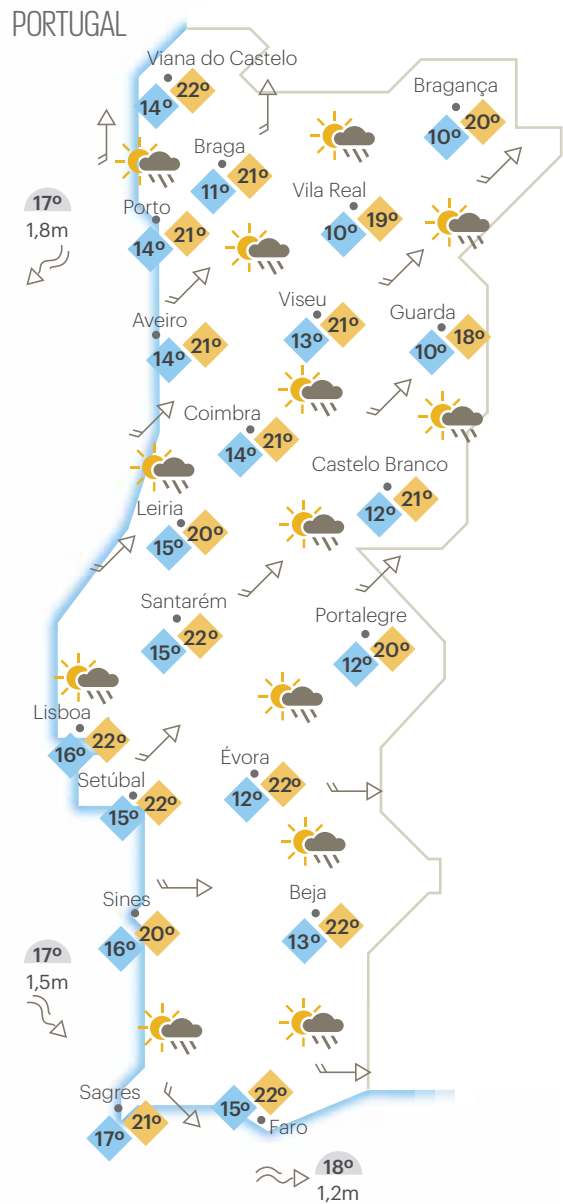 PORTUGAL
Viana do Castelo
14º 22º
Bragança
10º 20º
Braga
11º 21º
Vila Real
10º 19º
17º
1,8m
Porto
14º 21º
Viseu
13º 21º
Guarda
10º 18º
Aveiro
14º 21º
Coimbra
14º 21º
Castelo Branco
12º 21º
Leiria
15º 20º
Santarém
15º 22º
Portalegre
12º 20º
Lisboa
16º 22º
Évora
12º 22º
Setúbal
15º 22º
Sines
16º 20º
Beja
13º 22º
17º
1,5m
Sagres
17º 21º
15º 22º
Faro
18º
1,2m